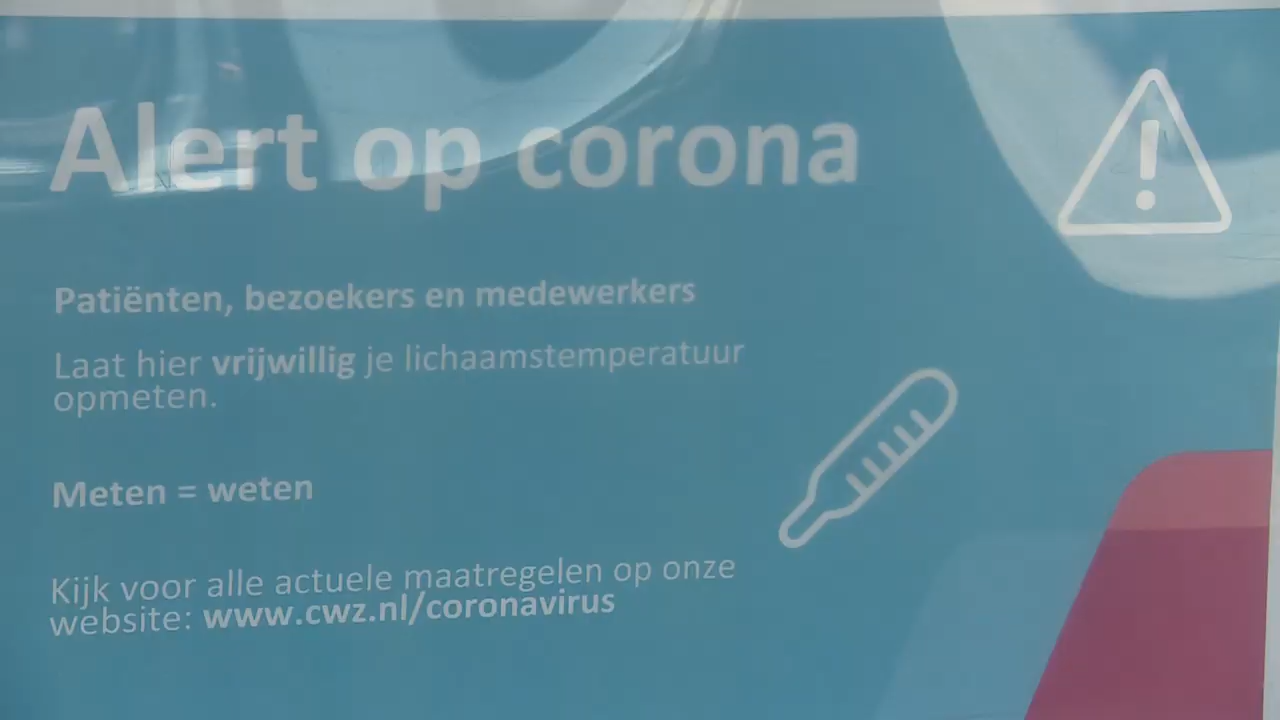 Alert op corona
Patiënten, bezoekers en medewerkers
Laat hier vrijwillig je lichaamstemperatuur
opmeten.
Meten = weten
Kijk voor alle actuele maatregelen op onze
website: www.cwz.nl/coronavirus